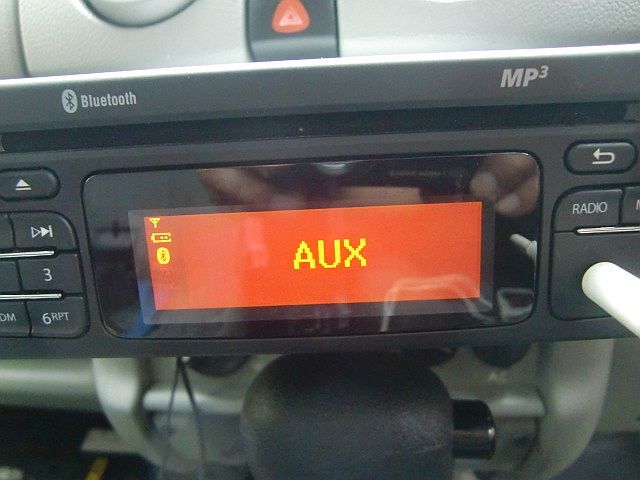 Bluetooth
MP3
RADIO
AUX
3
6RPT